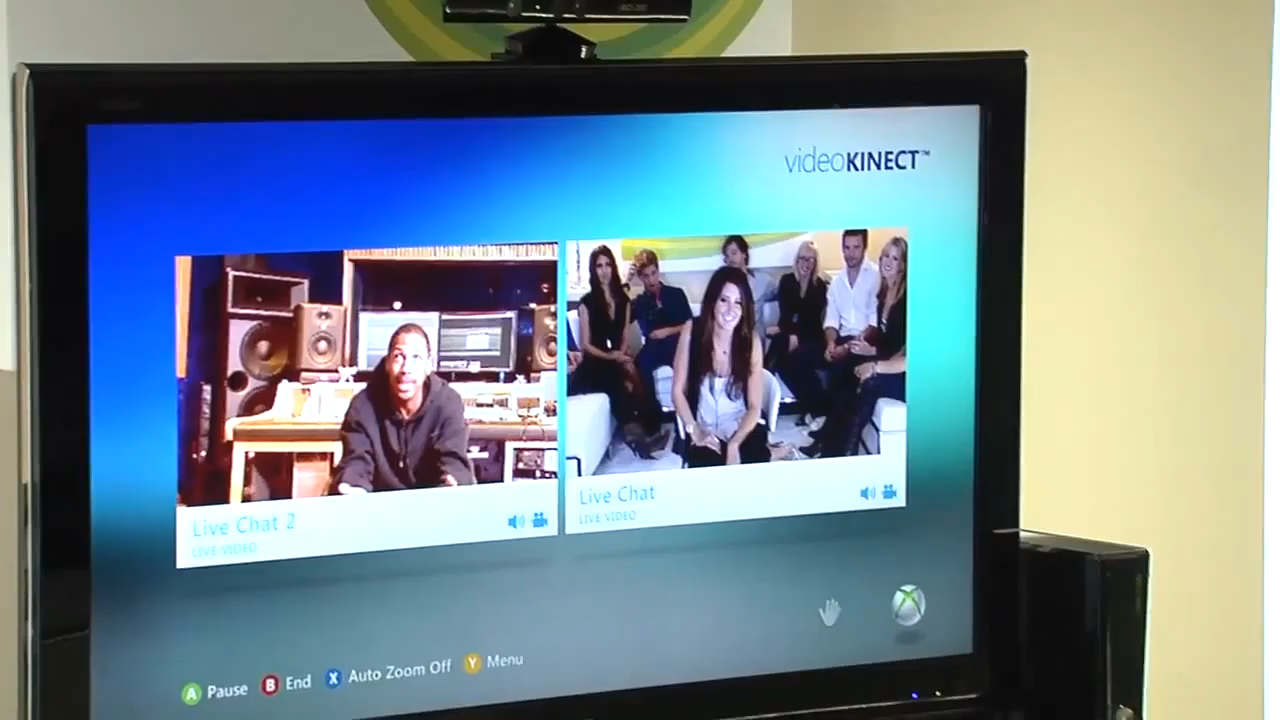 videoKINECT™
Live Chat 2
LIVE VIDEO
Live Chat
LIVE VIDEO
A Pause B End X Auto Zoom Off Y Menu